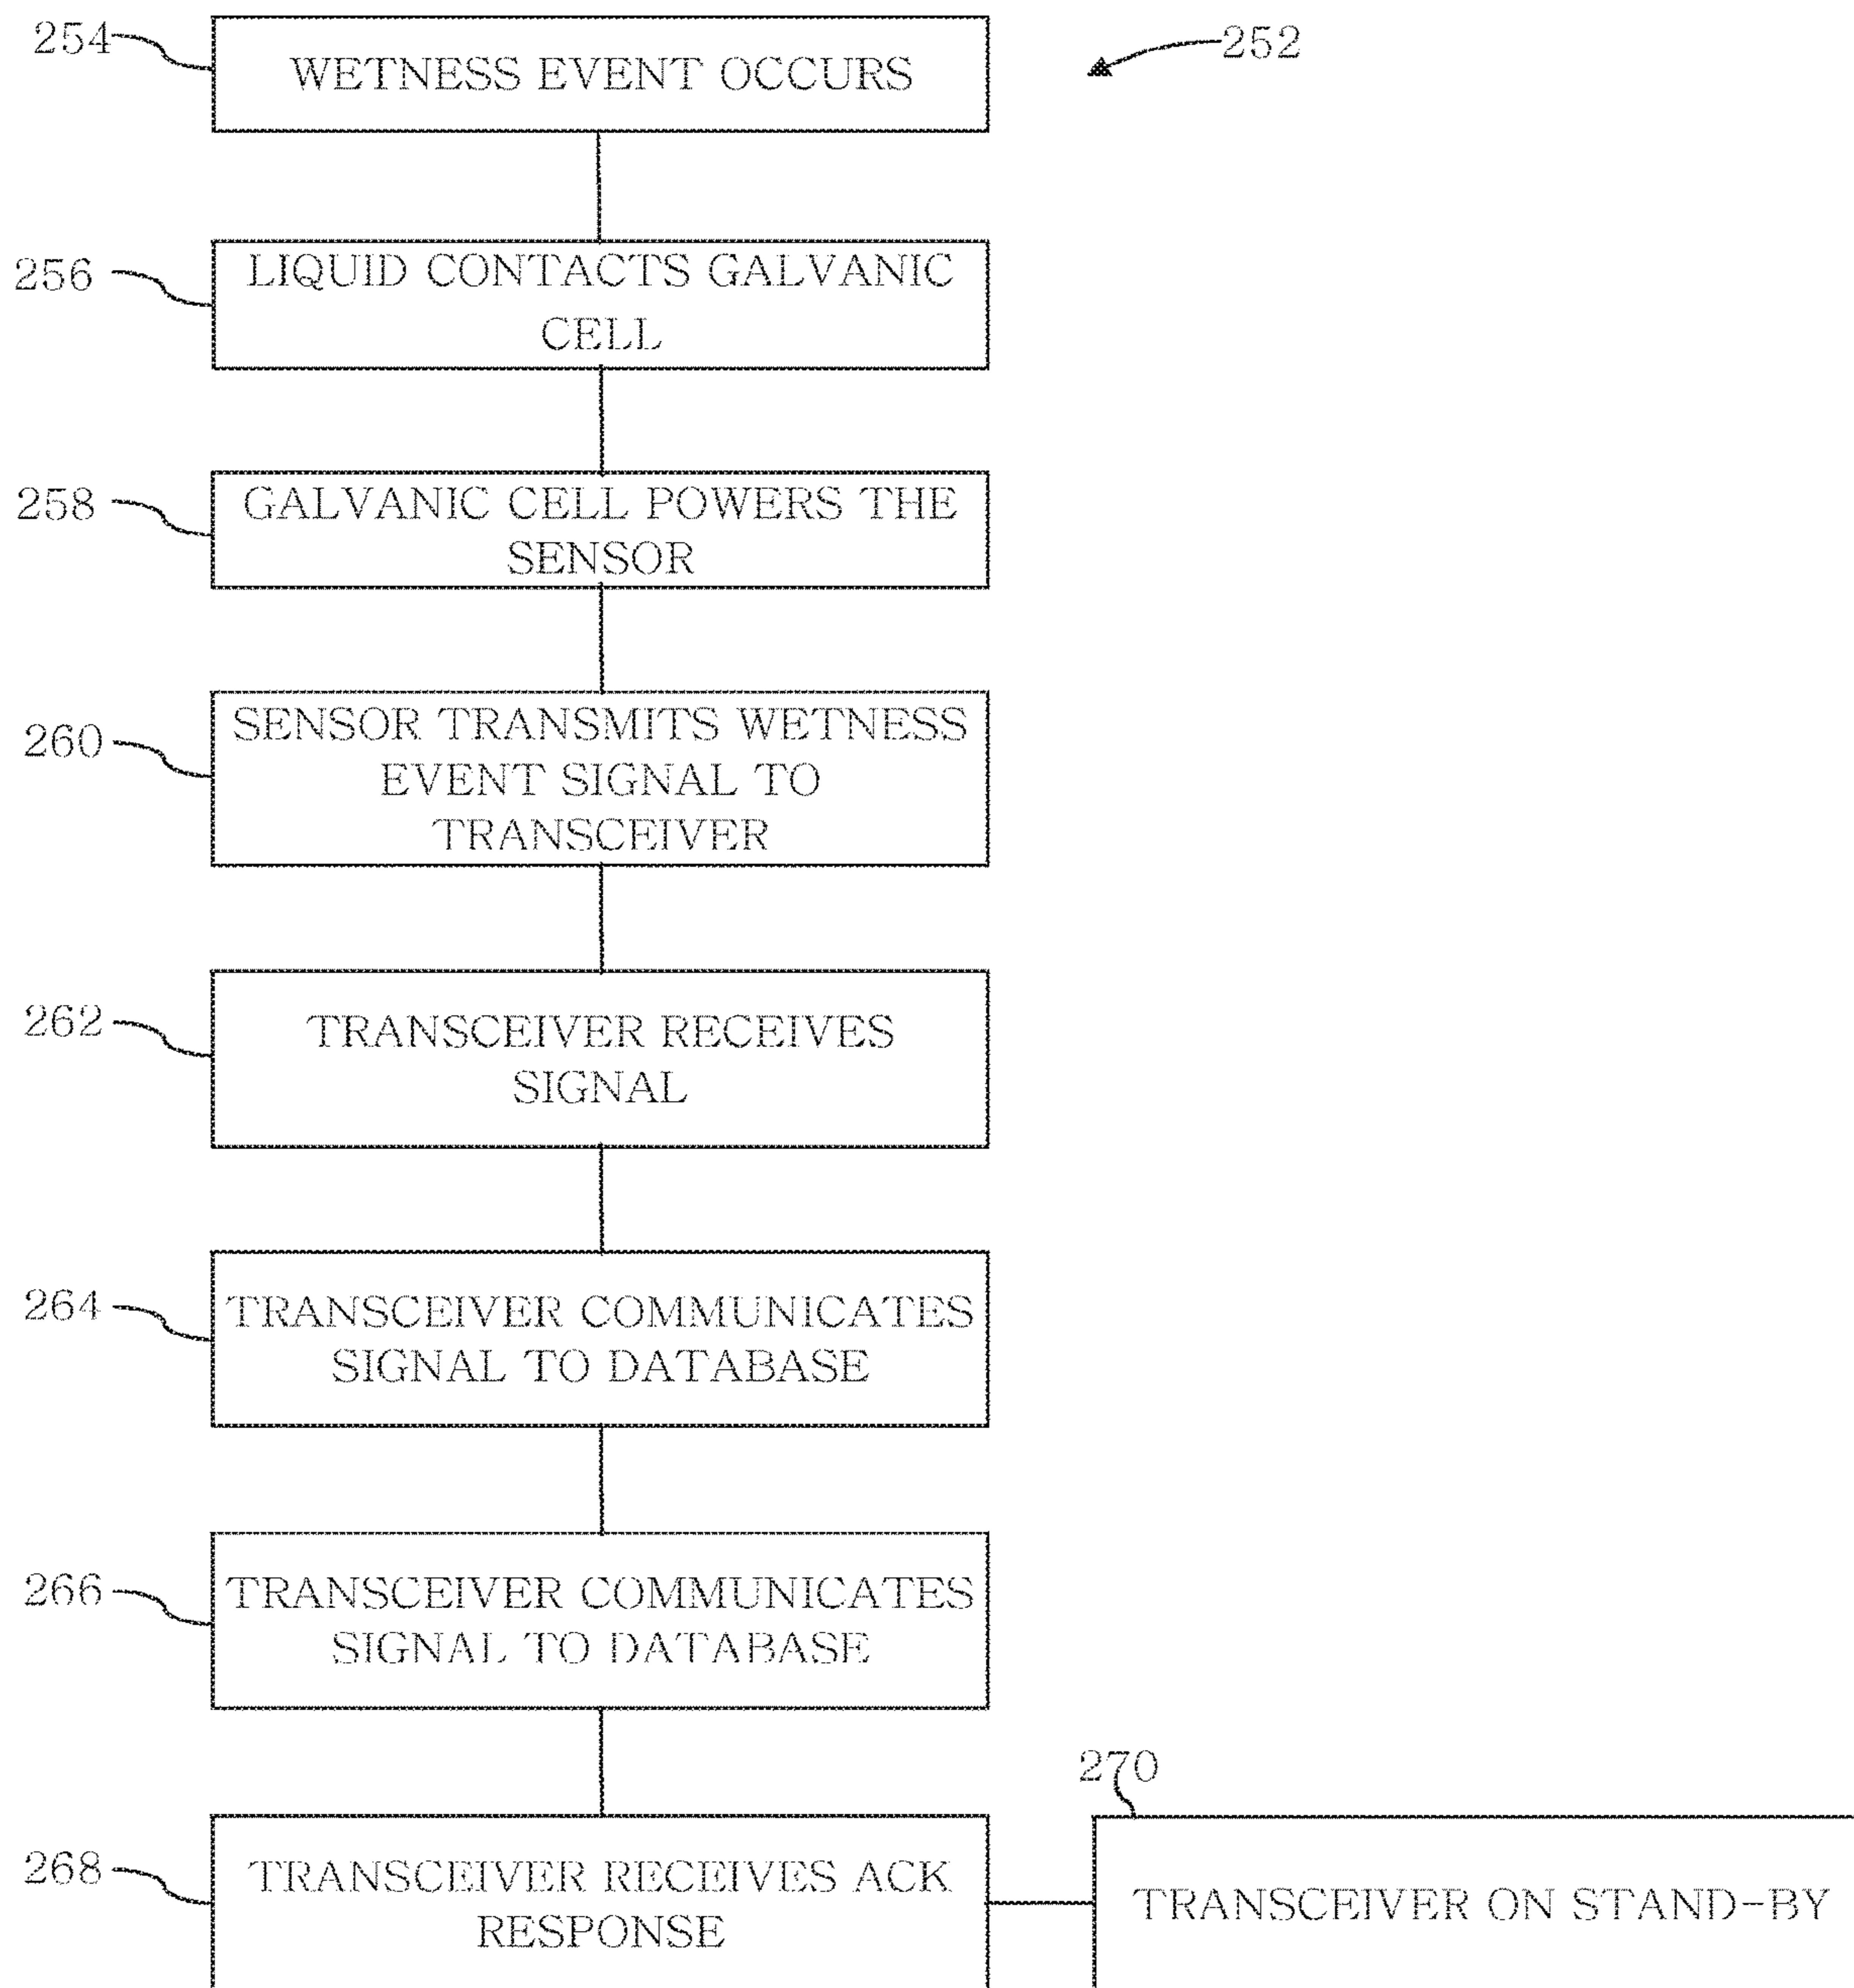 254
WETNESS EVENT OCCURS
252
256
LIQUID CONTACTS GALVANIC
CELL
258
GALVANIC CELL POWERS THE
SENSOR
260
SENSOR TRANSMITS WETNESS
EVENT SIGNAL TO
TRANSCEIVER
262
TRANSCEIVER RECEIVES
SIGNAL
264
TRANSCEIVER COMMUNICATES
SIGNAL TO DATABASE
266
TRANSCEIVER COMMUNICATES
SIGNAL TO DATABASE
268
TRANSCEIVER RECEIVES ACK
RESPONSE
270
TRANSCEIVER ON STAND-BY